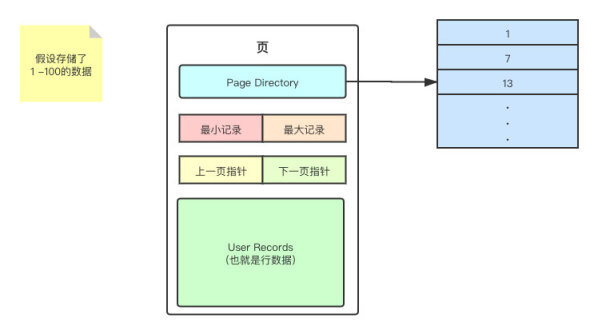 假设存储了
1 -100的数据
页
Page Directory
最小记录
最大记录
上一页指针
下一页指针
User Records
（也就是行数据）
1
7
13
.
.
.